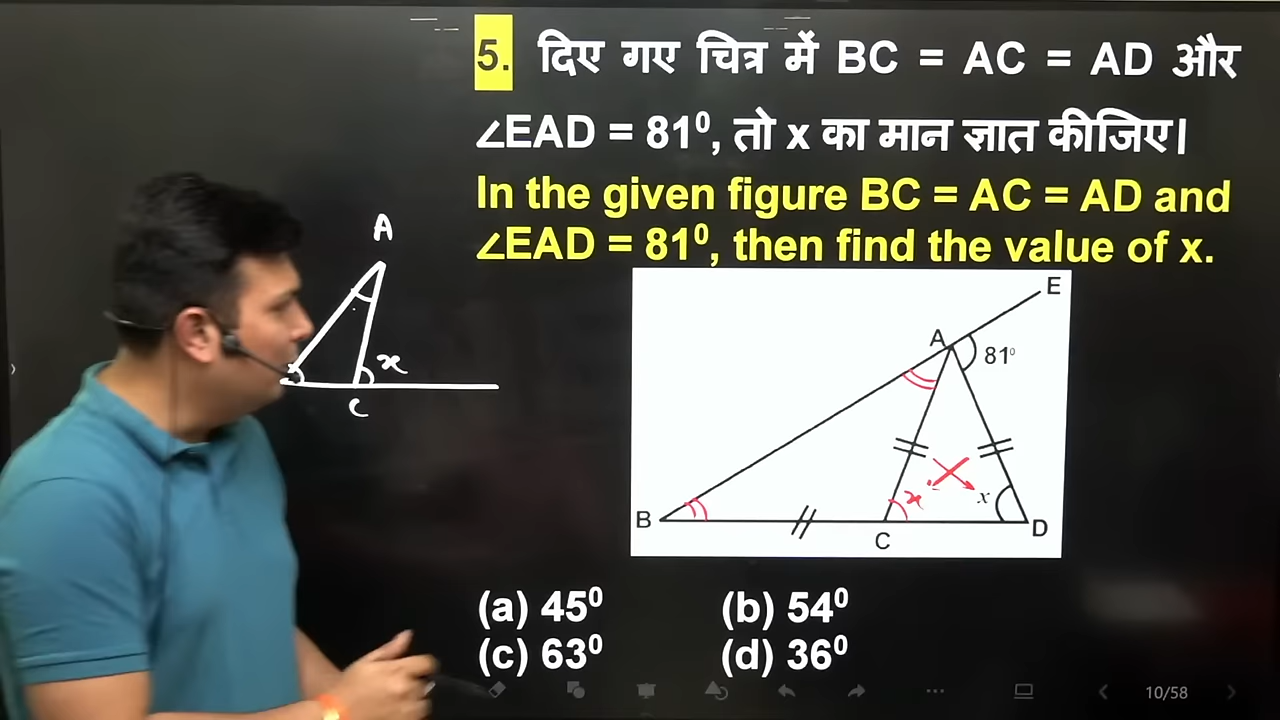 5. दिए गए चित्र में BC = AC = AD और
∠EAD = 81⁰, तो x का मान ज्ञात कीजिए।
In the given figure BC = AC = AD and
∠EAD = 81⁰, then find the value of x.
A
x
C
E
A
81⁰
x
x
B
C
D
(a) 45⁰ (b) 54⁰
(c) 63⁰ (d) 36⁰
10/58